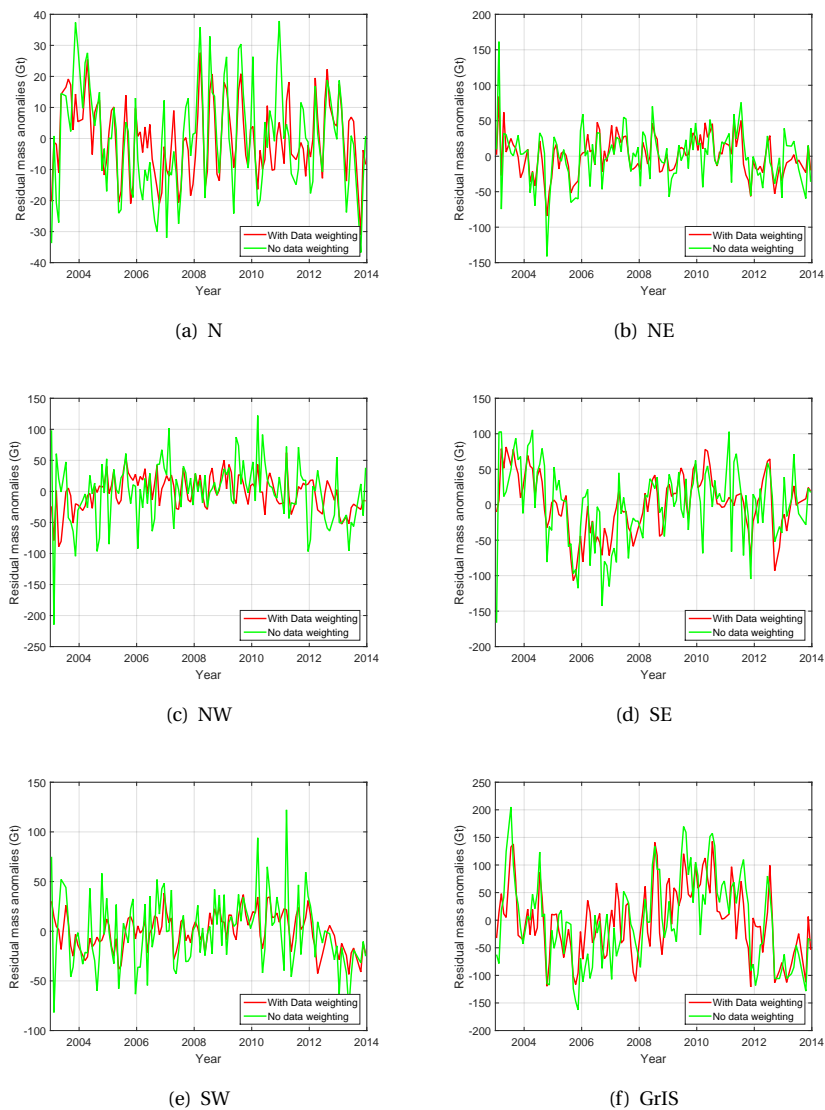 40
30
20
10
0
-10
-20
-30
-40
Residual mass anomalies (Gt)
With Data weighting
No data weighting
2004 2006 2008 2010 2012 2014
Year
(a) N
200
150
100
50
0
-50
-100
-150
Residual mass anomalies (Gt)
With Data weighting
No data weighting
2004 2006 2008 2010 2012 2014
Year
(b) NE
150
100
50
0
-50
-100
-150
-200
-250
Residual mass anomalies (Gt)
With Data weighting
No data weighting
2004 2006 2008 2010 2012 2014
Year
(c) NW
150
100
50
0
-50
-100
-150
-200
Residual mass anomalies (Gt)
With Data weighting
No data weighting
2004 2006 2008 2010 2012 2014
Year
(d) SE
150
100
50
0
-50
-100
Residual mass anomalies (Gt)
With Data weighting
No data weighting
2004 2006 2008 2010 2012 2014
Year
(e) SW
250
200
150
100
50
0
-50
-100
-150
-200
Residual mass anomalies (Gt)
With Data weighting
No data weighting
2004 2006 2008 2010 2012 2014
Year
(f) GrIS